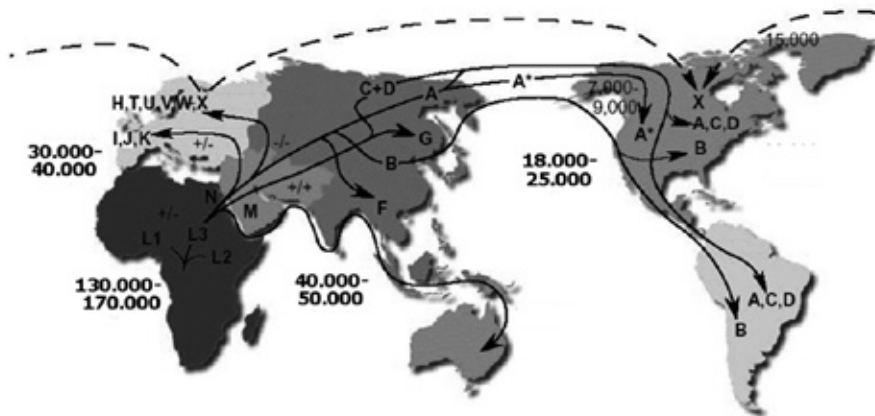 15,000
C+D
A
A*
7,000-
9,000
X
H,T,U,V,W,X
A,C,D
I,J,K
+/-
-/-
G
A*
B
B
30.000-
40.000
18.000-
25.000
N
+/+
M
F
+/-
L1
L3
L2
130.000-
170.000
40.000-
50.000
A,C,D
B